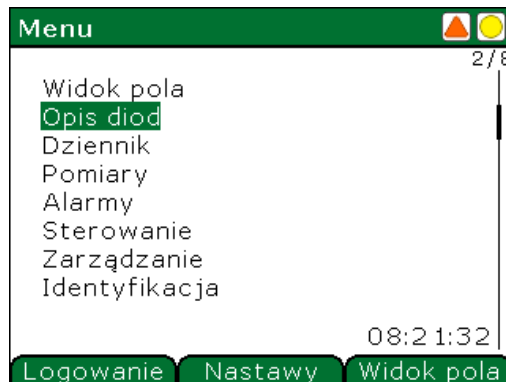 Menu
2/8
Widok pola
Opis diod
Dziennik
Pomiary
Alarmy
Sterowanie
Zarządzanie
Identyfikacja
08:21:32
Logowanie Nastawy Widok pola